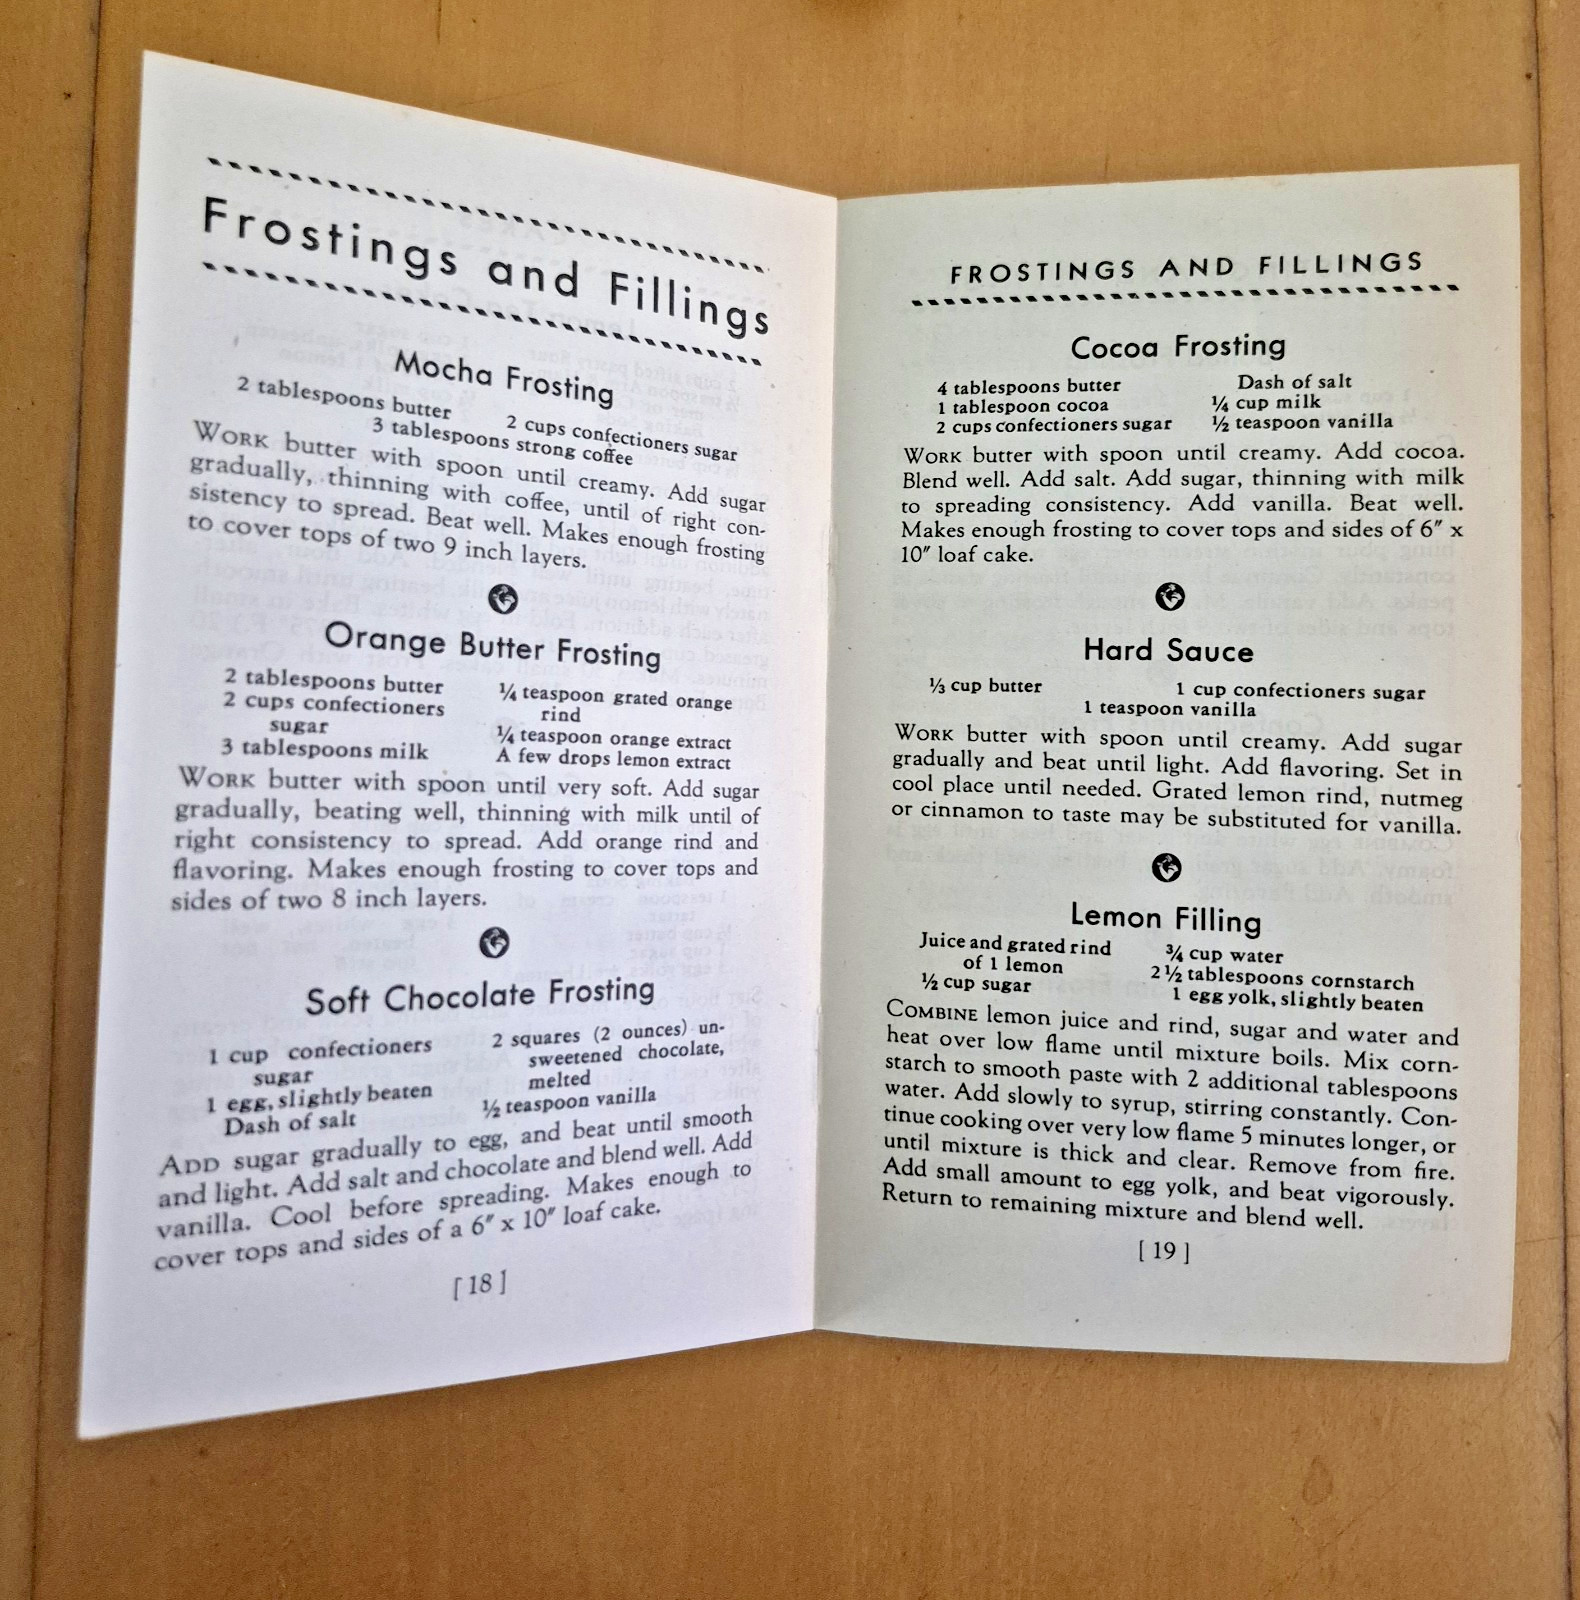 Frostings and Fillings
Mocha Frosting
2 tablespoons butter
2 cups confectioners sugar
3 tablespoons strong coffee
WORK butter with spoon until creamy. Add sugar
gradually, thinning with coffee, until of right con-
sistency to spread. Beat well. Makes enough frosting
to cover tops of two 9 inch layers.
Orange Butter Frosting
2 tablespoons butter
2 cups confectioners
sugar
3 tablespoons milk
¼ teaspoon grated orange
rind
¼ teaspoon orange extract
A few drops lemon extract
WORK butter with spoon until very soft. Add sugar
gradually, beating well, thinning with milk until of
right consistency to spread. Add orange rind and
flavoring. Makes enough frosting to cover tops and
sides of two 8 inch layers.
Soft Chocolate Frosting
1 cup confectioners
sugar
1 egg, slightly beaten
Dash of salt
2 squares (2 ounces) un-
sweetened chocolate,
melted
½ teaspoon vanilla
ADD sugar gradually to egg, and beat until smooth
and light. Add salt and chocolate and blend well. Add
vanilla. Cool before spreading. Makes enough to
cover tops and sides of a 6″ x 10″ loaf cake.
[ 18 ]
FROSTINGS AND FILLINGS
Cocoa Frosting
4 tablespoons butter
1 tablespoon cocoa
2 cups confectioners sugar
Dash of salt
¼ cup milk
½ teaspoon vanilla
WORK butter with spoon until creamy. Add cocoa.
Blend well. Add salt. Add sugar, thinning with milk
to spreading consistency. Add vanilla. Beat well.
Makes enough frosting to cover tops and sides of 6″ x
10″ loaf cake.
Hard Sauce
⅓ cup butter
1 cup confectioners sugar
1 teaspoon vanilla
WORK butter with spoon until creamy. Add sugar
gradually and beat until light. Add flavoring. Set in
cool place until needed. Grated lemon rind, nutmeg
or cinnamon to taste may be substituted for vanilla.
Lemon Filling
Juice and grated rind
of 1 lemon
½ cup sugar
¾ cup water
2½ tablespoons cornstarch
1 egg yolk, slightly beaten
COMBINE lemon juice and rind, sugar and water and
heat over low flame until mixture boils. Mix corn-
starch to smooth paste with 2 additional tablespoons
water. Add slowly to syrup, stirring constantly. Con-
tinue cooking over very low flame 5 minutes longer, or
until mixture is thick and clear. Remove from fire.
Add small amount to egg yolk, and beat vigorously.
Return to remaining mixture and blend well.
[ 19 ]